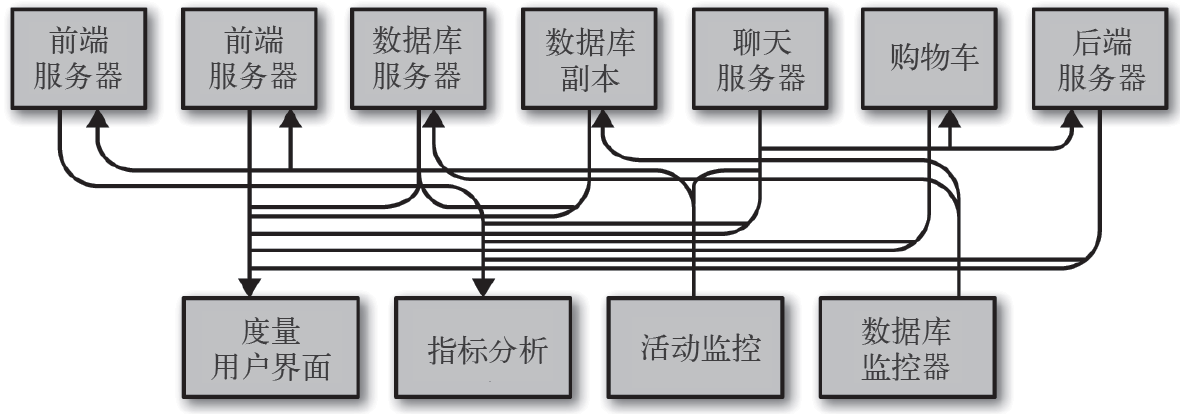 前端
服务器
前端
服务器
数据库
服务器
数据库
副本
聊天
服务器
购物车
后端
服务器
度量
用户界面
指标分析
活动监控
数据库
监控器